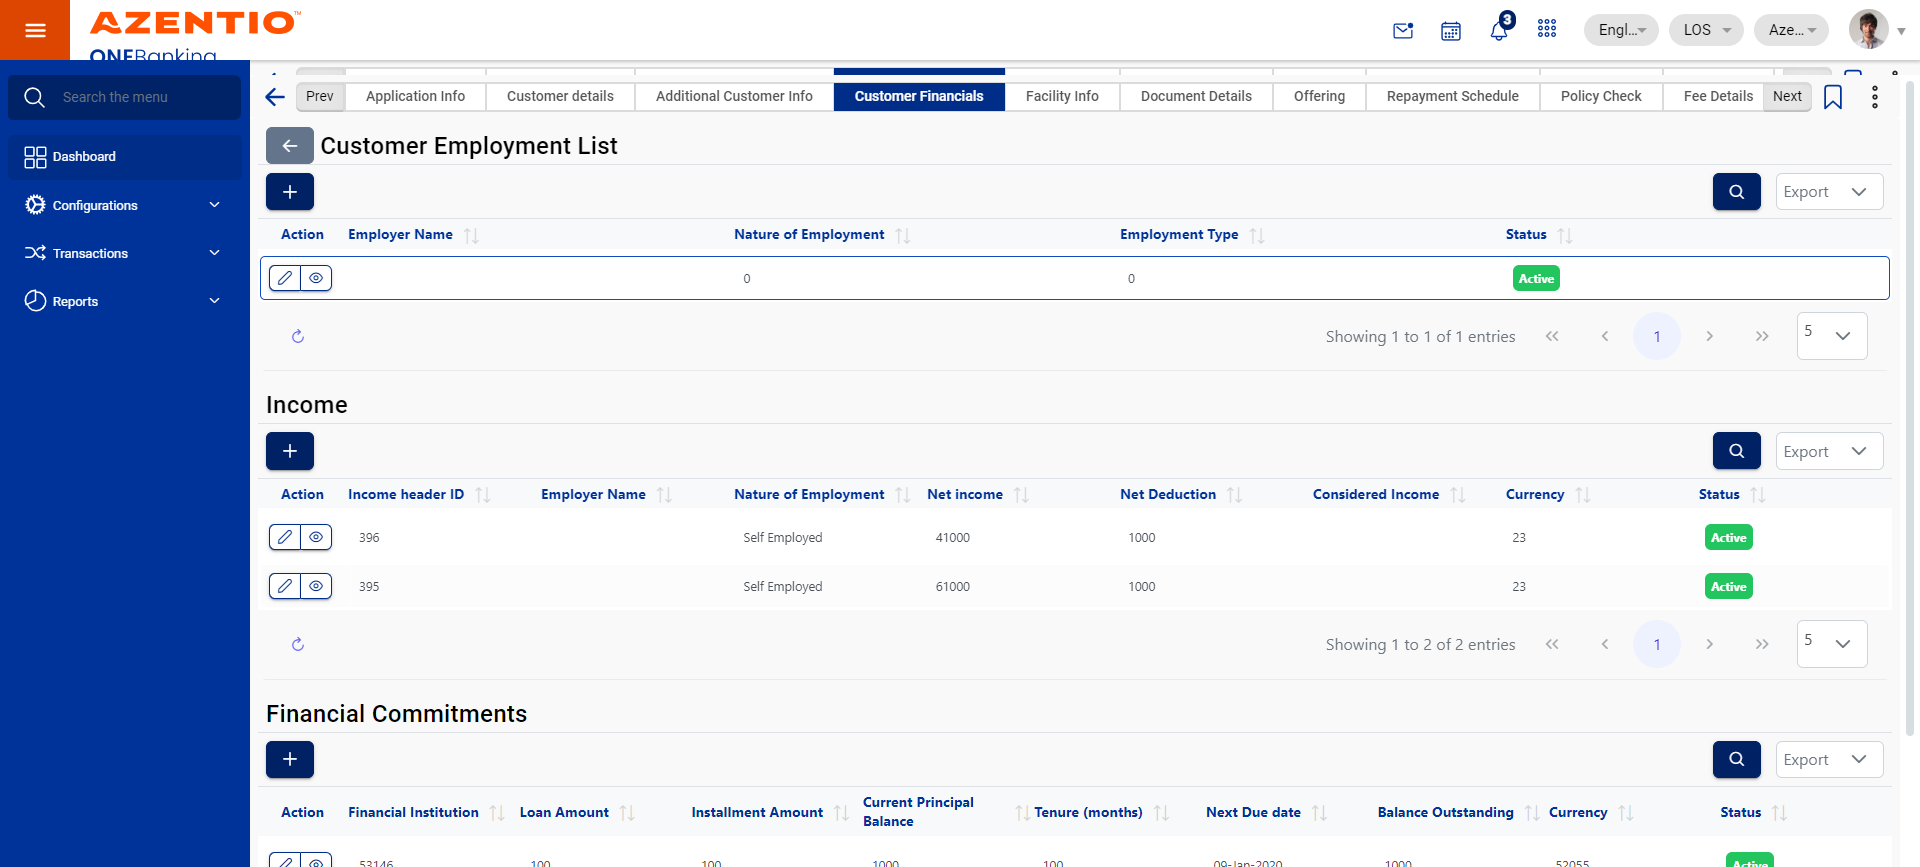 AZENTIO™
ONEBanking
3
Engl...
LOS
Aze...
Search the menu
Dashboard
Configurations
Transactions
Reports
Prev
Application Info
Customer details
Additional Customer Info
Customer Financials
Facility Info
Document Details
Offering
Repayment Schedule
Policy Check
Fee Details
Next
Customer Employment List
Export
Action Employer Name Nature of Employment Employment Type Status
0 0 Active
Showing 1 to 1 of 1 entries 1 5
Income
Export
Action Income header ID Employer Name Nature of Employment Net income Net Deduction Considered Income Currency Status
396 Self Employed 41000 1000 23 Active
395 Self Employed 61000 1000 23 Active
Showing 1 to 2 of 2 entries 1 5
Financial Commitments
Export
Action Financial Institution Loan Amount Installment Amount Current Principal Balance Tenure (months) Next Due date Balance Outstanding Currency Status
53146 100 100 1000 100 09-Jan-2020 1000 52055 Active